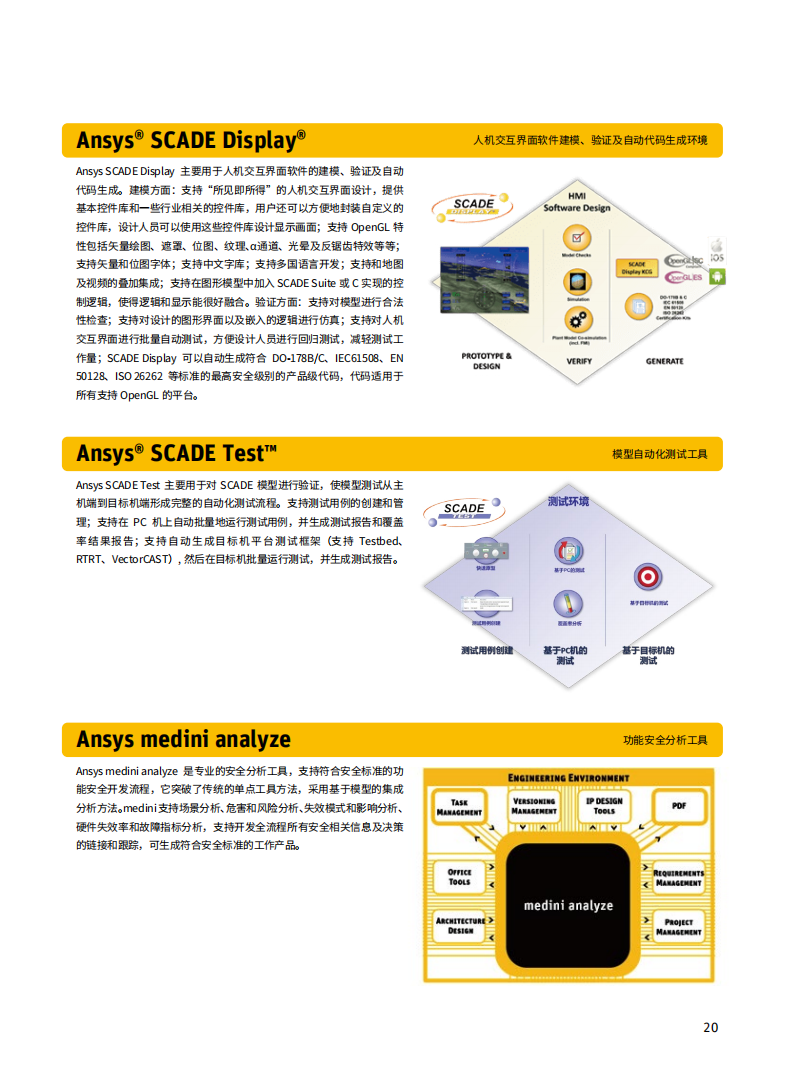 Ansys® SCADE Display®
人机交互界面软件建模、验证及自动代码生成环境
Ansys SCADE Display 主要用于人机交互界面软件的建模、验证及自动
代码生成。建模方面：支持“所见即所得”的人机交互界面设计，提供
基本控件库和一些行业相关的控件库，用户还可以方便地封装自定义的
控件库，设计人员可以使用这些控件库设计显示画面；支持 OpenGL 特
性包括矢量绘图、遮罩、位图、纹理、α通道、光晕及反锯齿特效等等；
支持矢量和位图字体；支持中文字库；支持多国语言开发；支持和地图
及视频的叠加集成；支持在图形模型中加入 SCADE Suite 或 C 实现的控
制逻辑，使得逻辑和显示能很好融合。验证方面：支持对模型进行合法
性检查；支持对设计的图形界面以及嵌入的逻辑进行仿真；支持对人机
交互界面进行批量自动测试，方便设计人员进行回归测试，减轻测试工
作量；SCADE Display 可以自动生成符合 DO-178B/C、IEC61508、EN
50128、ISO 26262 等标准的最高安全级别的产品级代码，代码适用于
所有支持 OpenGL 的平台。
SCADE
DISPLAY
HMI
Software Design
Model Checks
Simulation
Plant Model Co-simulation
(incl. FMI)
SCADE
Display KCG
OpenGL|SC
OpenGL|ES
iOS
DO-178B & C
IEC 61508
EN 50128
ISO 26262
Certification Kits
PROTOTYPE &
DESIGN
VERIFY
GENERATE
Ansys® SCADE Test™
模型自动化测试工具
Ansys SCADE Test 主要用于对 SCADE 模型进行验证，使模型测试从主
机端到目标机端形成完整的自动化测试流程。支持测试用例的创建和管
理；支持在 PC 机上自动批量地运行测试用例，并生成测试报告和覆盖
率结果报告；支持自动生成目标机平台测试框架（支持 Testbed、
RTRT、VectorCAST）, 然后在目标机批量运行测试，并生成测试报告。
SCADE
TEST
测试环境
快速原型
基于PC的测试
测试用例创建
覆盖率分析
基于目标机的测试
测试用例创建
基于PC机的
测试
基于目标机的
测试
Ansys medini analyze
功能安全分析工具
Ansys medini analyze 是专业的安全分析工具，支持符合安全标准的功
能安全开发流程，它突破了传统的单点工具方法，采用基于模型的集成
分析方法。medini支持场景分析、危害和风险分析、失效模式和影响分析、
硬件失效率和故障指标分析，支持开发全流程所有安全相关信息及决策
的链接和跟踪，可生成符合安全标准的工作产品。
ENGINEERING ENVIRONMENT
TASK
MANAGEMENT
VERSIONING
MANAGEMENT
IP DESIGN
TOOLS
PDF
OFFICE
TOOLS
REQUIREMENTS
MANAGEMENT
medini analyze
ARCHITECTURE
DESIGN
PROJECT
MANAGEMENT
20